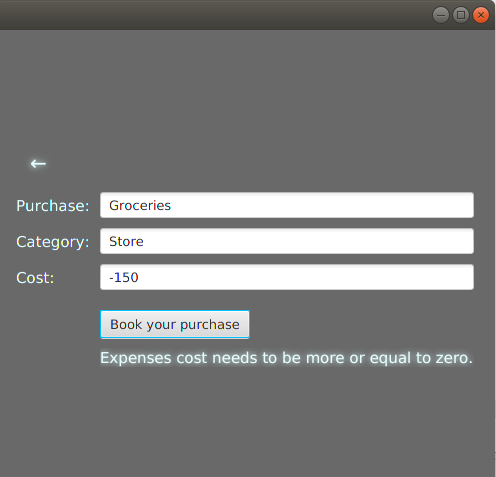 ←
Purchase: Groceries
Category: Store
Cost: -150
Book your purchase
Expenses cost needs to be more or equal to zero.